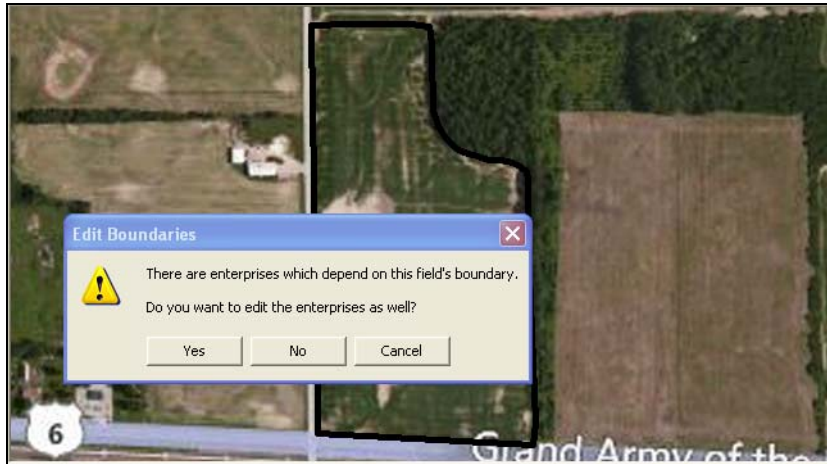 Edit Boundaries
There are enterprises which depend on this field's boundary.
Do you want to edit the enterprises as well?
Yes No Cancel
6
Grand Army of the